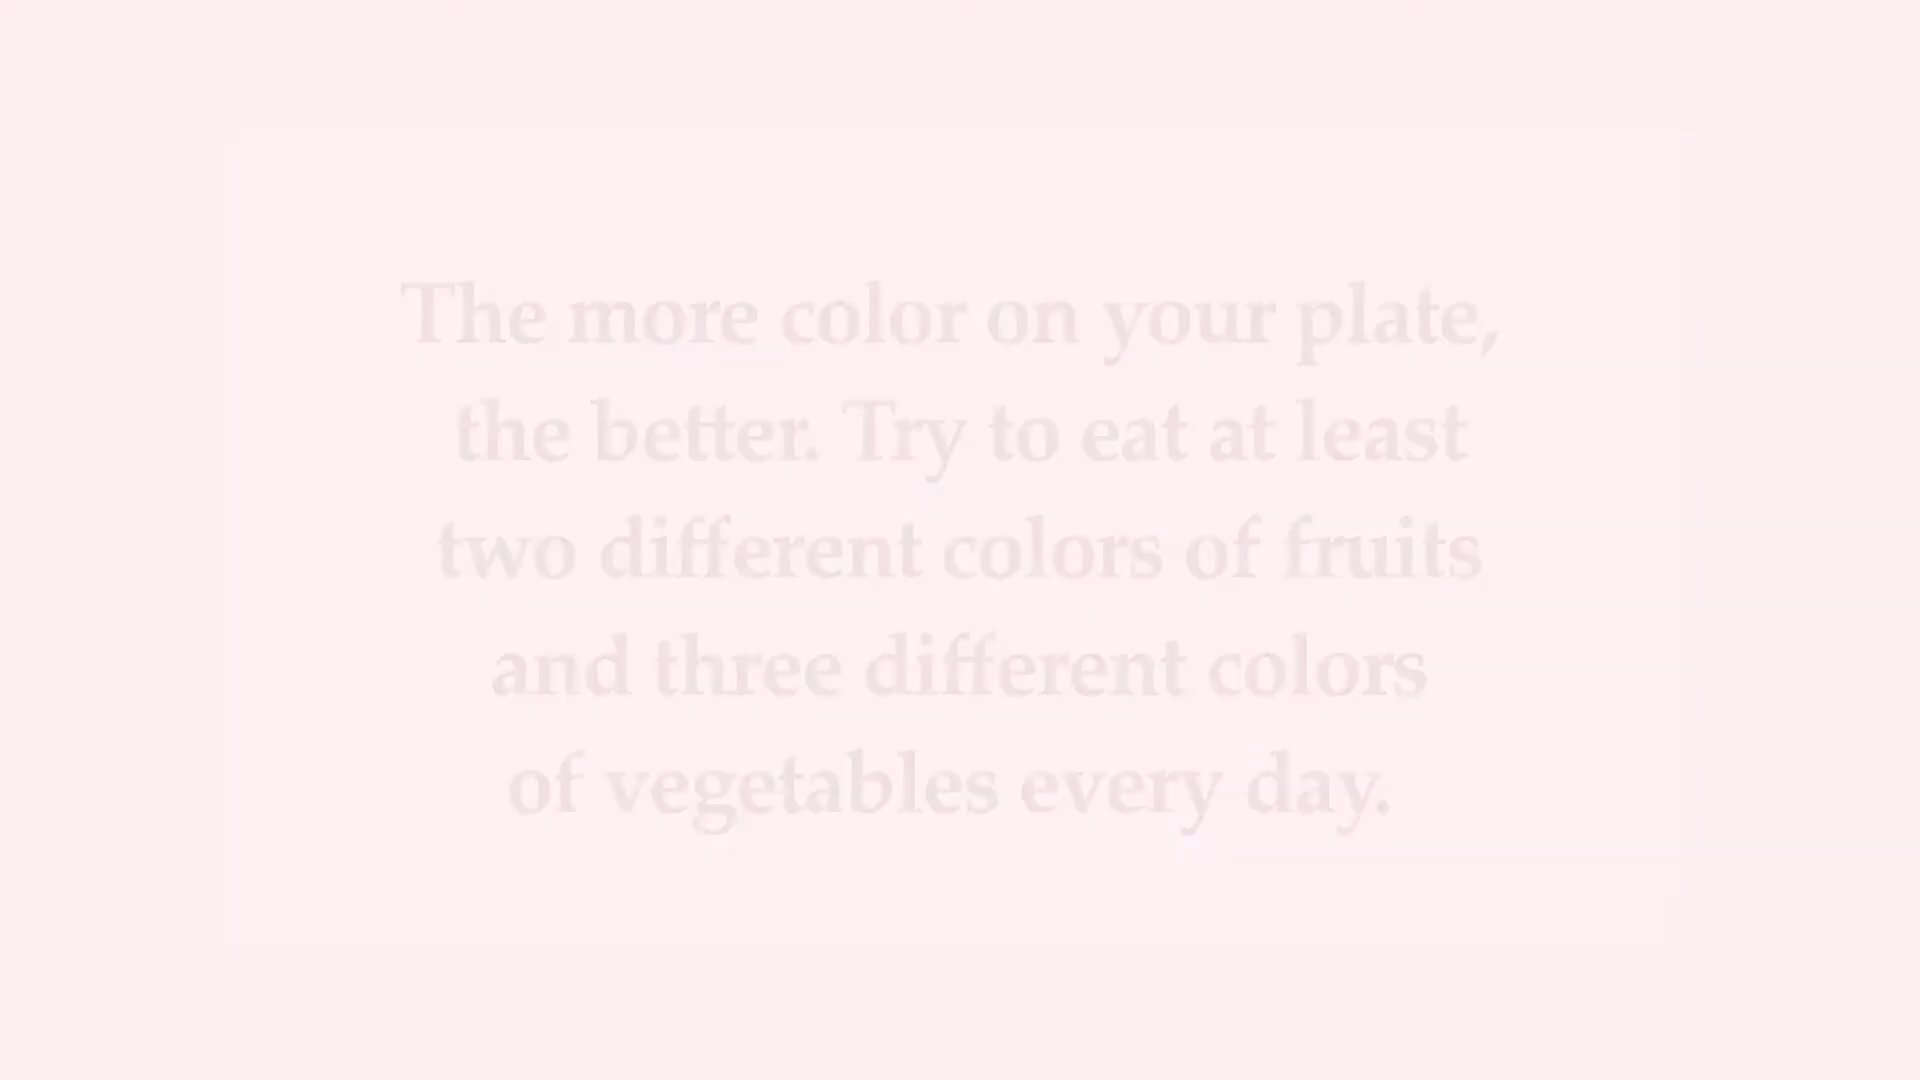 The more color on your plate,
the better. Try to eat at least
two different colors of fruits
and three different colors
of vegetables every day.